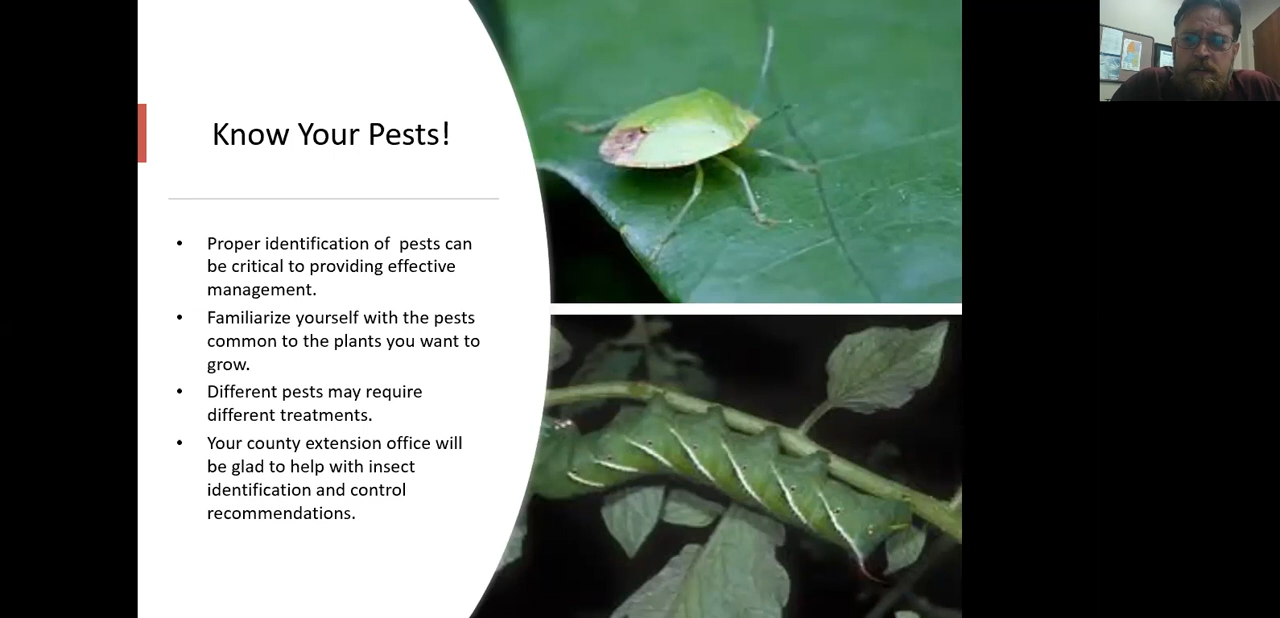 Know Your Pests!
• Proper identification of  pests can
be critical to providing effective
management.
• Familiarize yourself with the pests
common to the plants you want to
grow.
• Different pests may require
different treatments.
• Your county extension office will
be glad to help with insect
identification and control
recommendations.